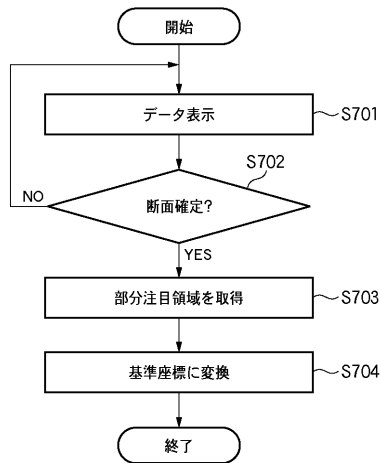 開始
データ表示
S701
S702
断面確定?
NO
YES
部分注目領域を取得
S703
基準座標に変換
S704
終了